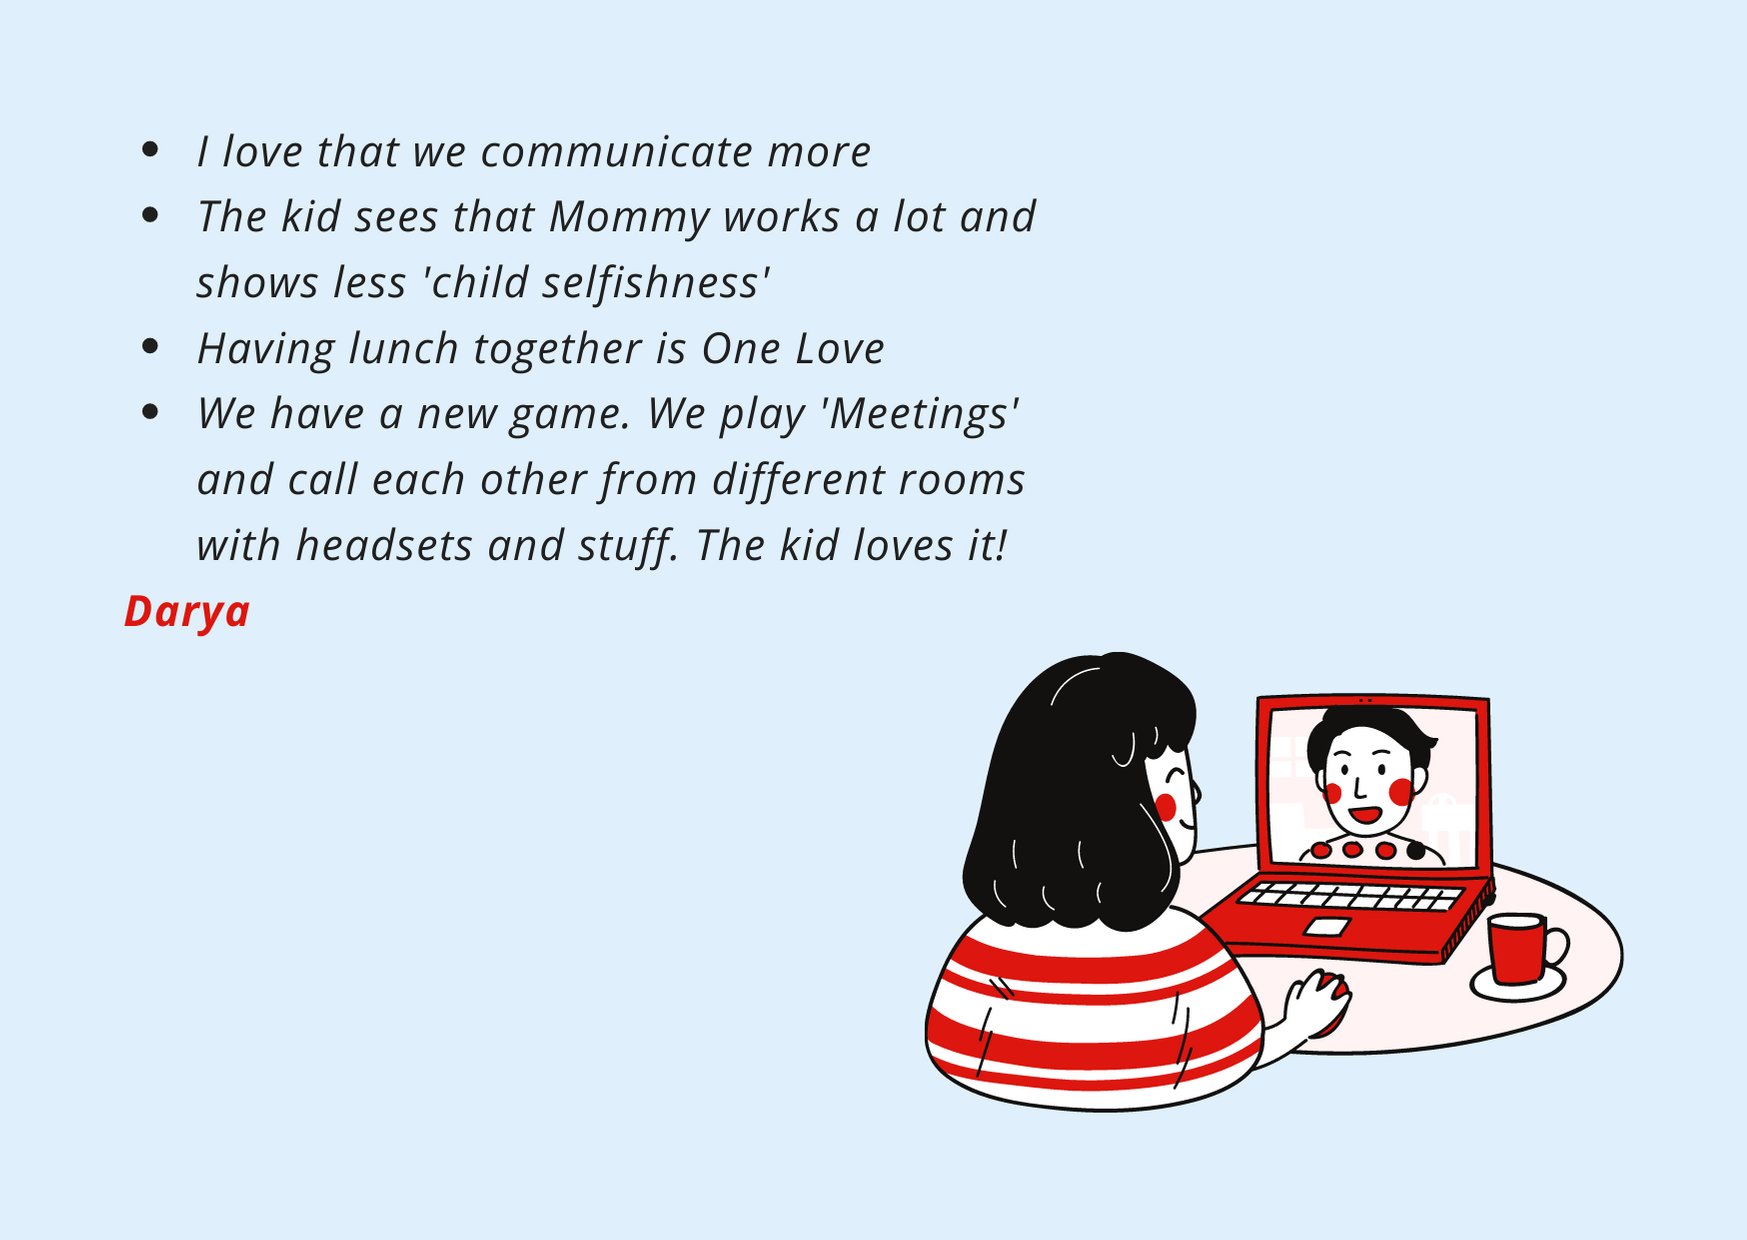 • I love that we communicate more
• The kid sees that Mommy works a lot and
shows less 'child selfishness'
• Having lunch together is One Love
• We have a new game. We play 'Meetings'
and call each other from different rooms
with headsets and stuff. The kid loves it!
Darya